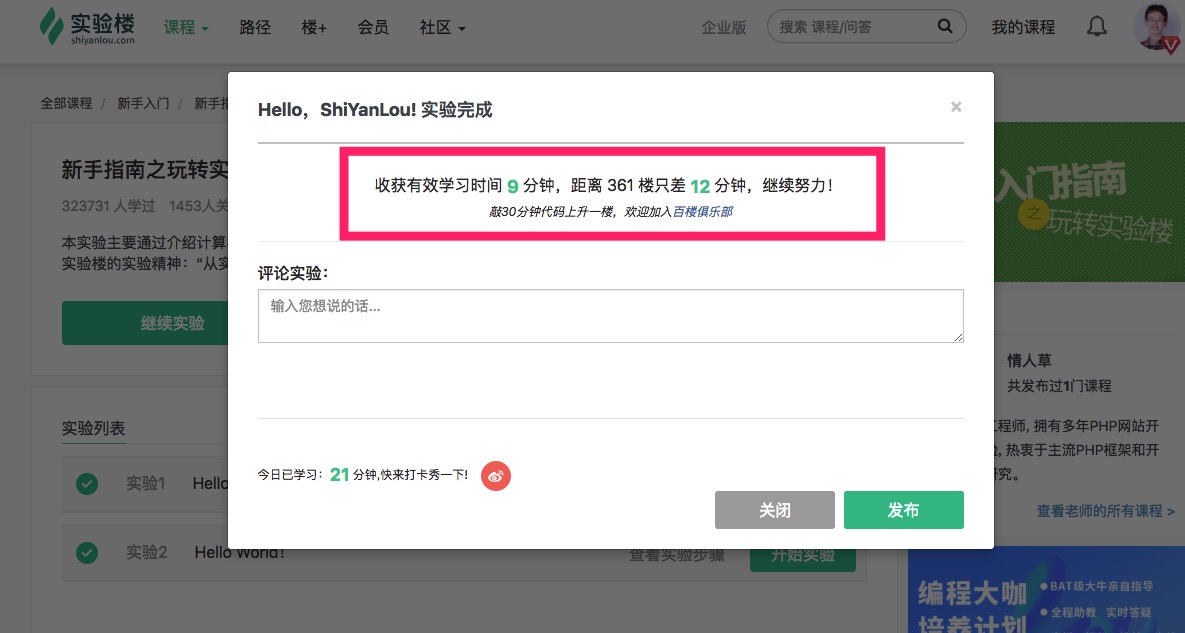 实验楼
shiyanlou.com
课程 路径 楼+ 会员 社区 企业版 搜索 课程/问答 我的课程
全部课程 / 新手入门 / 新手指
Hello，ShiYanLou! 实验完成 ×
新手指南之玩转实
323731 人学过 1453人关
本实验主要通过介绍计算
实验楼的实验精神：“从实
继续实验
收获有效学习时间 9 分钟，距离 361 楼只差 12 分钟，继续努力！
敲30分钟代码上升一楼，欢迎加入百楼俱乐部
评论实验：
输入您想说的话...
今日已学习：21 分钟,快来打卡秀一下!
关闭 发布
入门指南
之
玩转实验楼
情人草
共发布过1门课程
工程师, 拥有多年PHP网站开
热衷于主流PHP框架和开
研究。
查看老师的所有课程 >
实验列表
实验1 Hello
实验2 Hello World! 查看实验步骤 开始实验
编程大咖
培养计划
BAT级大牛亲自指导
全程助教 实时答疑